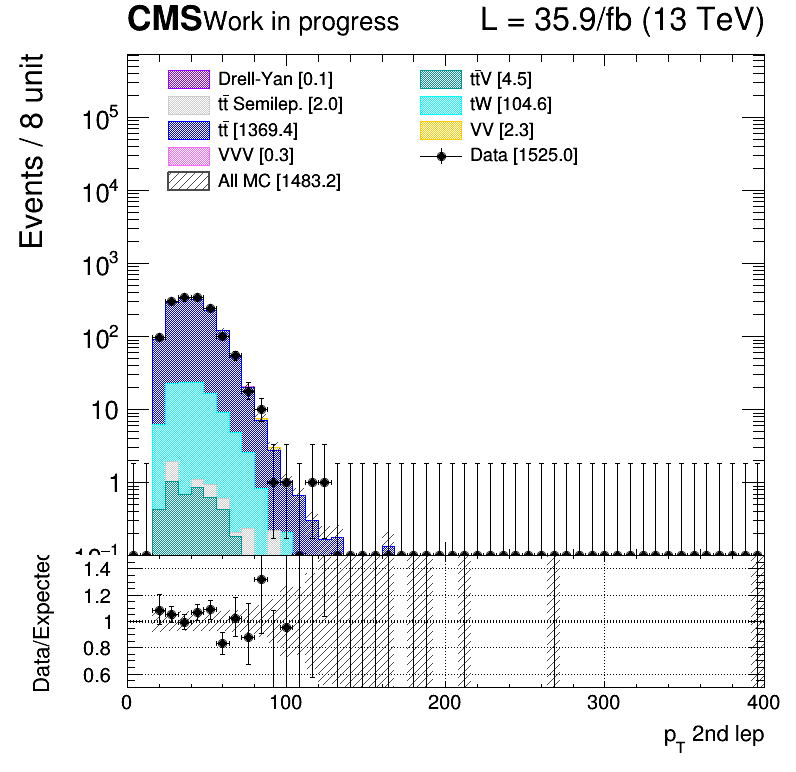 CMS Work in progress L = 35.9/fb (13 TeV)
Events / 8 unit
Drell-Yan [0.1]
tt̄ Semilep. [2.0]
tt̄ [1369.4]
VVV [0.3]
All MC [1483.2]
tt̄V [4.5]
tW [104.6]
VV [2.3]
Data [1525.0]
10⁵
10⁴
10³
10²
10
1
10⁻¹
Data/Expected
1.4
1.2
1
0.8
0.6
0 100 200 300 400
p_T 2nd lep